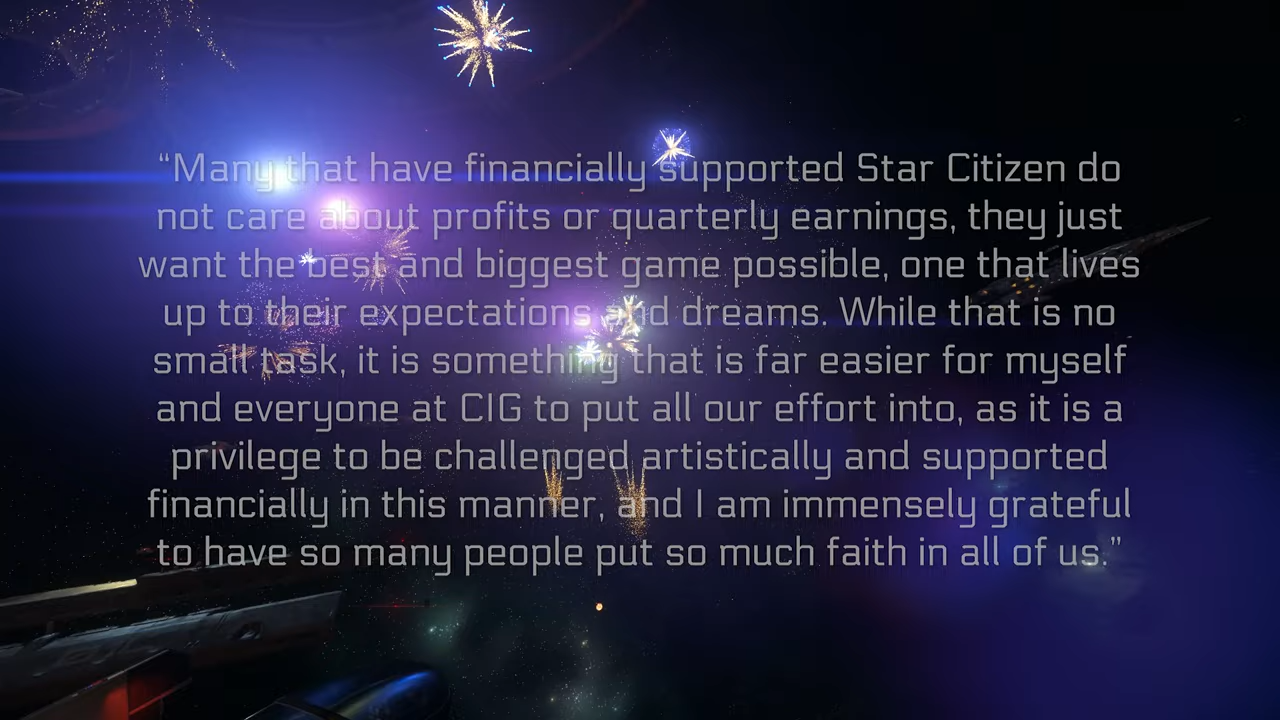 “Many that have financially supported Star Citizen do
not care about profits or quarterly earnings, they just
want the best and biggest game possible, one that lives
up to their expectations and dreams. While that is no
small task, it is something that is far easier for myself
and everyone at CIG to put all our effort into, as it is a
privilege to be challenged artistically and supported
financially in this manner, and I am immensely grateful
to have so many people put so much faith in all of us.”